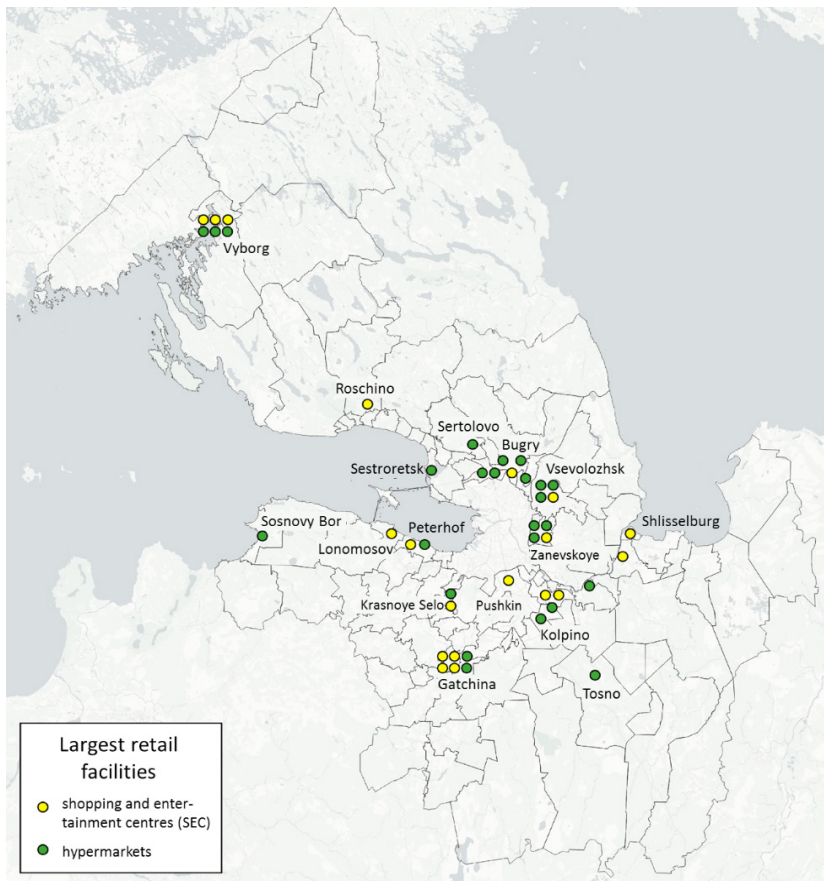 Vyborg
Roschino
Sertolovo
Bugry
Sestroretsk
Vsevolozhsk
Sosnovy Bor
Peterhof
Shlisselburg
Lonomosov
Zanevskoye
Krasnoye Selo
Pushkin
Kolpino
Gatchina
Tosno
Largest retail
facilities
shopping and enter-
tainment centres (SEC)
hypermarkets